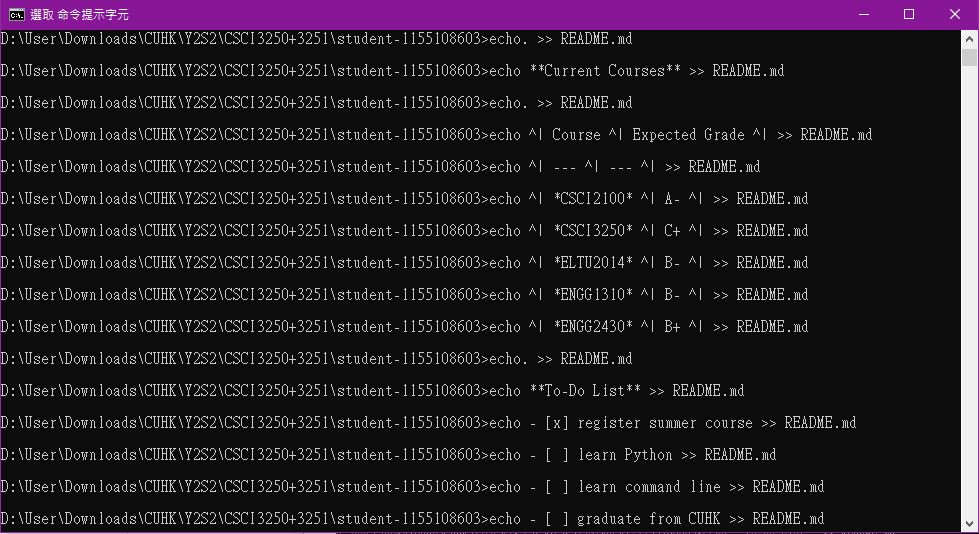 選取 命令提示字元
D:\User\Downloads\CUHK\Y2S2\CSCI3250+3251\student-1155108603>echo. >> README.md
D:\User\Downloads\CUHK\Y2S2\CSCI3250+3251\student-1155108603>echo **Current Courses** >> README.md
D:\User\Downloads\CUHK\Y2S2\CSCI3250+3251\student-1155108603>echo. >> README.md
D:\User\Downloads\CUHK\Y2S2\CSCI3250+3251\student-1155108603>echo ^| Course ^| Expected Grade ^| >> README.md
D:\User\Downloads\CUHK\Y2S2\CSCI3250+3251\student-1155108603>echo ^| --- ^| --- ^| >> README.md
D:\User\Downloads\CUHK\Y2S2\CSCI3250+3251\student-1155108603>echo ^| *CSCI2100* ^| A- ^| >> README.md
D:\User\Downloads\CUHK\Y2S2\CSCI3250+3251\student-1155108603>echo ^| *CSCI3250* ^| C+ ^| >> README.md
D:\User\Downloads\CUHK\Y2S2\CSCI3250+3251\student-1155108603>echo ^| *ELTU2014* ^| B- ^| >> README.md
D:\User\Downloads\CUHK\Y2S2\CSCI3250+3251\student-1155108603>echo ^| *ENGG1310* ^| B- ^| >> README.md
D:\User\Downloads\CUHK\Y2S2\CSCI3250+3251\student-1155108603>echo ^| *ENGG2430* ^| B+ ^| >> README.md
D:\User\Downloads\CUHK\Y2S2\CSCI3250+3251\student-1155108603>echo. >> README.md
D:\User\Downloads\CUHK\Y2S2\CSCI3250+3251\student-1155108603>echo **To-Do List** >> README.md
D:\User\Downloads\CUHK\Y2S2\CSCI3250+3251\student-1155108603>echo - [x] register summer course >> README.md
D:\User\Downloads\CUHK\Y2S2\CSCI3250+3251\student-1155108603>echo - [ ] learn Python >> README.md
D:\User\Downloads\CUHK\Y2S2\CSCI3250+3251\student-1155108603>echo - [ ] learn command line >> README.md
D:\User\Downloads\CUHK\Y2S2\CSCI3250+3251\student-1155108603>echo - [ ] graduate from CUHK >> README.md